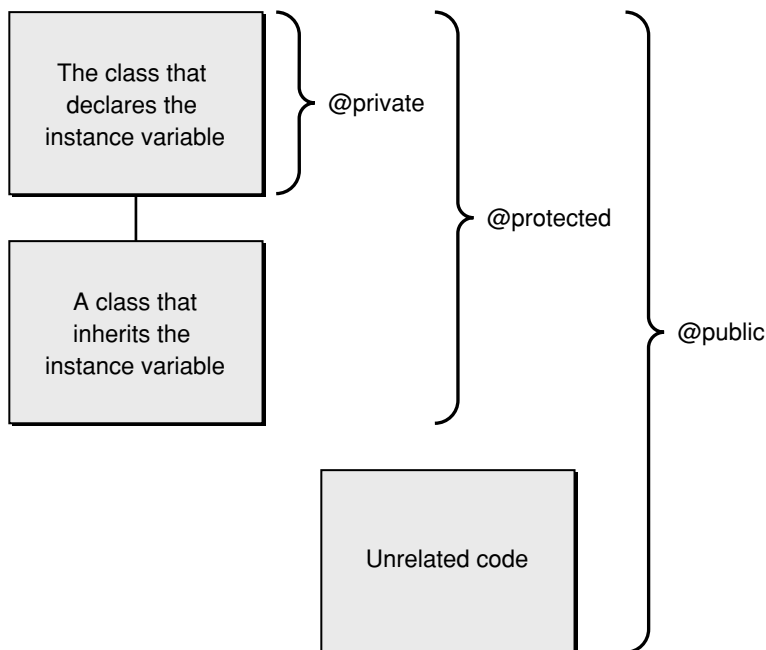 The class that
declares the
instance variable
@private
@protected
A class that
inherits the
instance variable
@public
Unrelated code